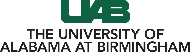 UAB
THE UNIVERSITY OF
ALABAMA AT BIRMINGHAM